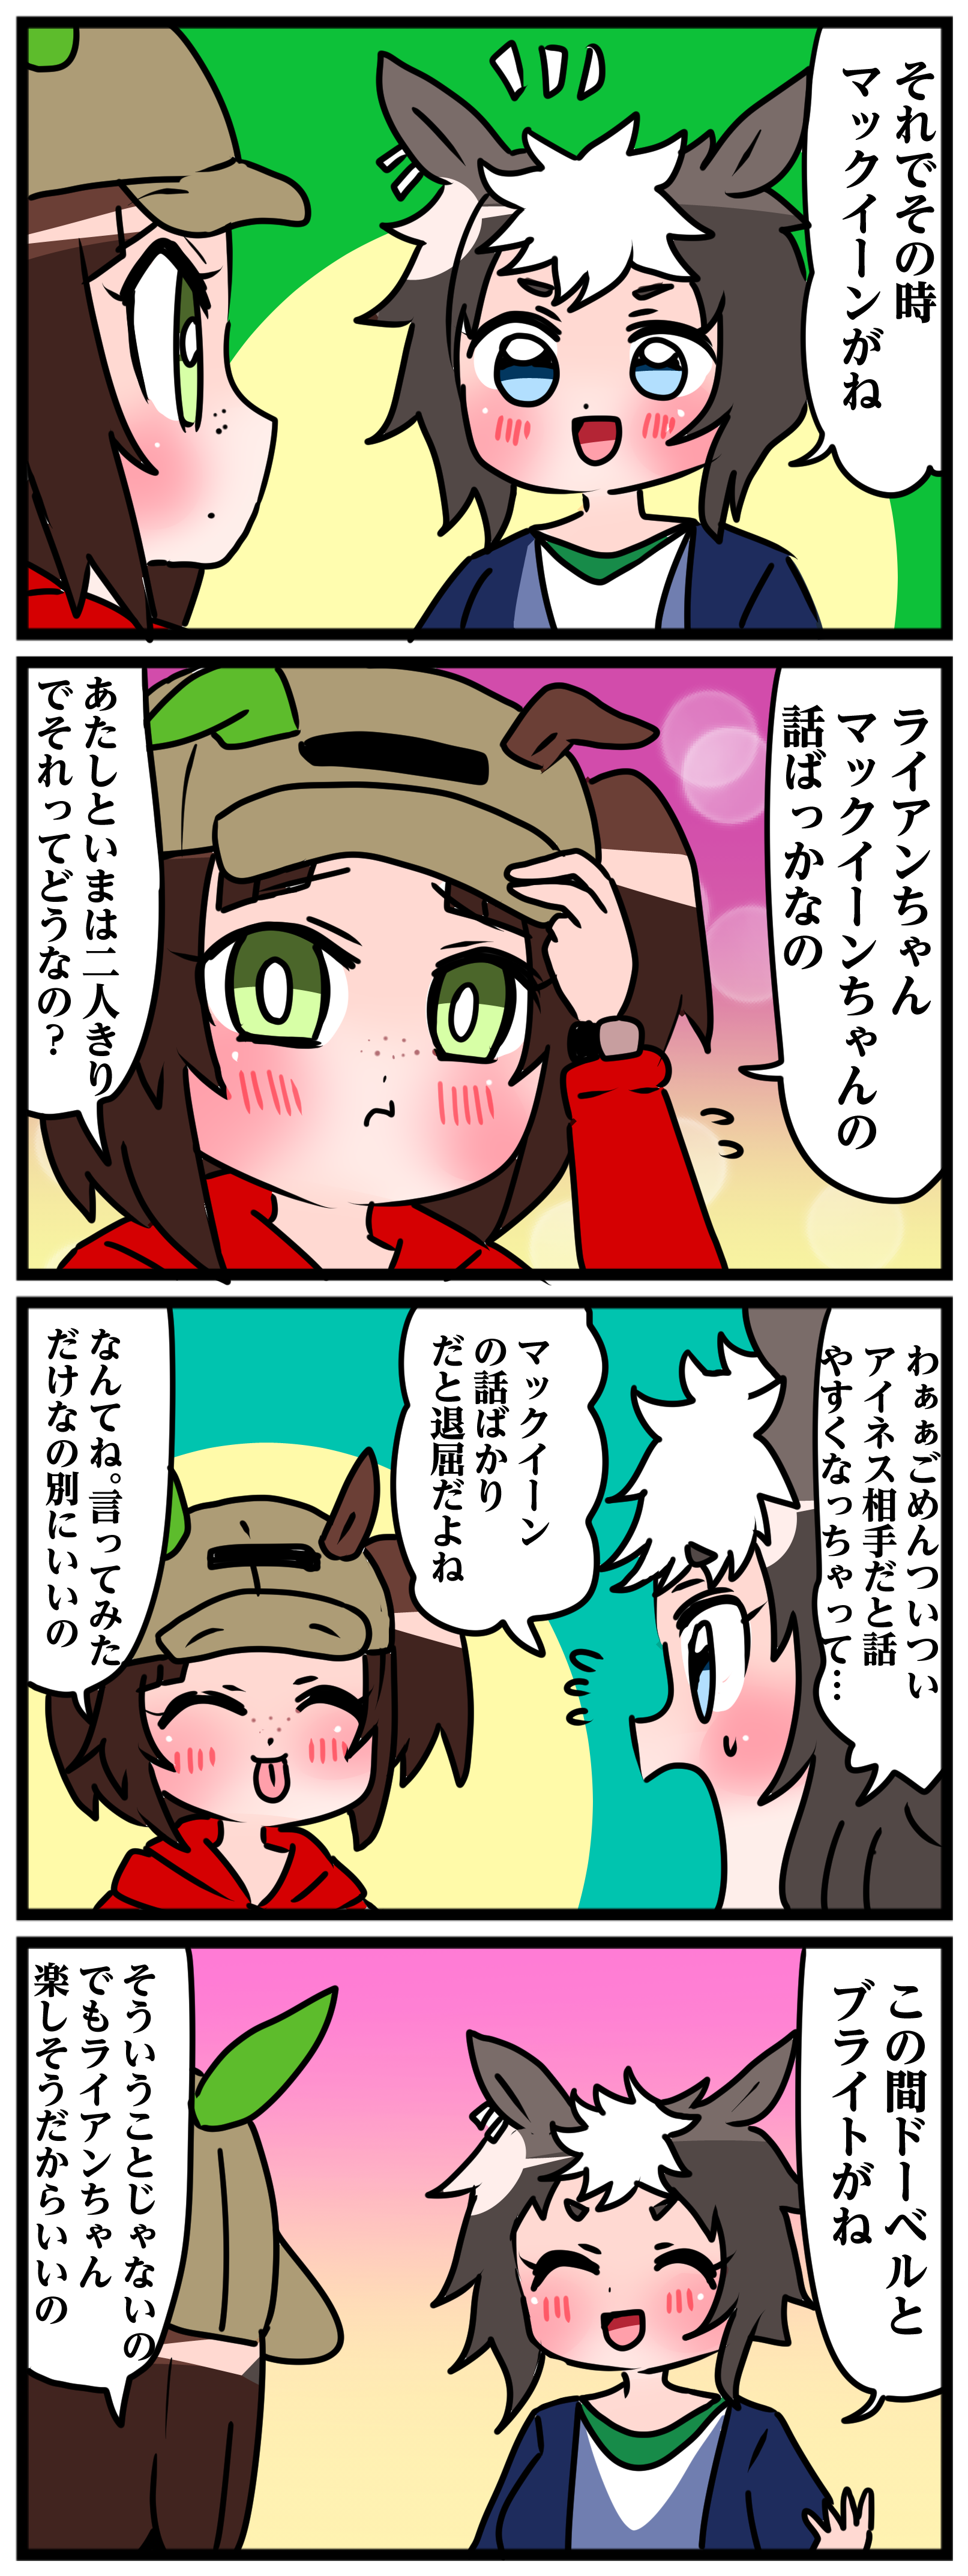 それでその時
マックイーンがね
ライアンちゃん
マックイーンちゃんの
話ばっかなの
あたしといまは二人きり
でそれってどうなの？
わぁぁごめんついつい
アイネス相手だと話
やすくなっちゃって…
マックイーン
の話ばかり
だと退屈だよね
なんてね。言ってみた
だけなの別にいいの
この間ドーベルと
ブライトがね
そういうことじゃないの
でもライアンちゃん
楽しそうだからいいの